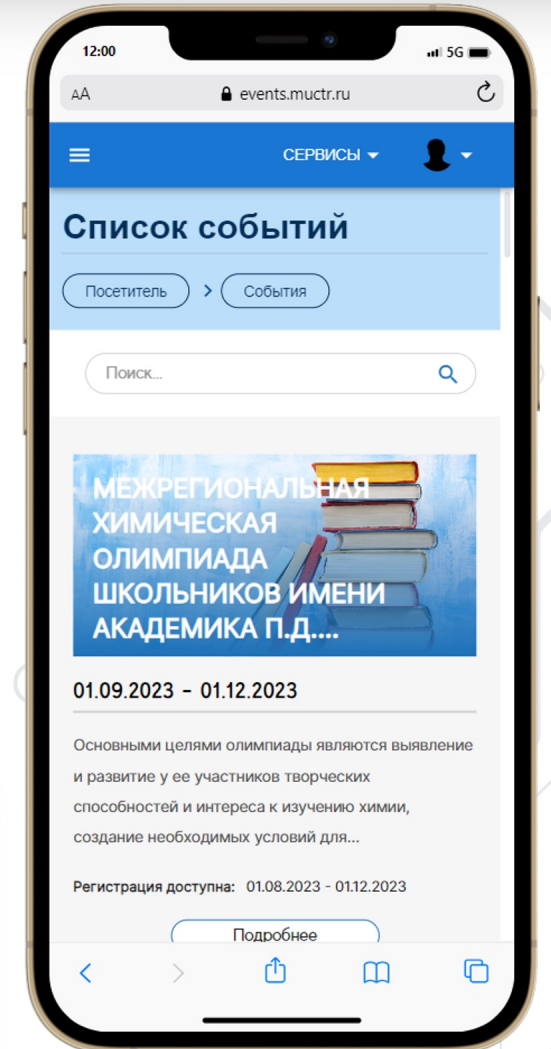 12:00
5G
AA
events.muctr.ru
СЕРВИСЫ
Список событий
Посетитель
События
Поиск...
МЕЖРЕГИОНАЛЬНАЯ
ХИМИЧЕСКАЯ
ОЛИМПИАДА
ШКОЛЬНИКОВ ИМЕНИ
АКАДЕМИКА П.Д....
01.09.2023 - 01.12.2023
Основными целями олимпиады являются выявление
и развитие у ее участников творческих
способностей и интереса к изучению химии,
создание необходимых условий для...
Регистрация доступна: 01.08.2023 - 01.12.2023
Подробнее